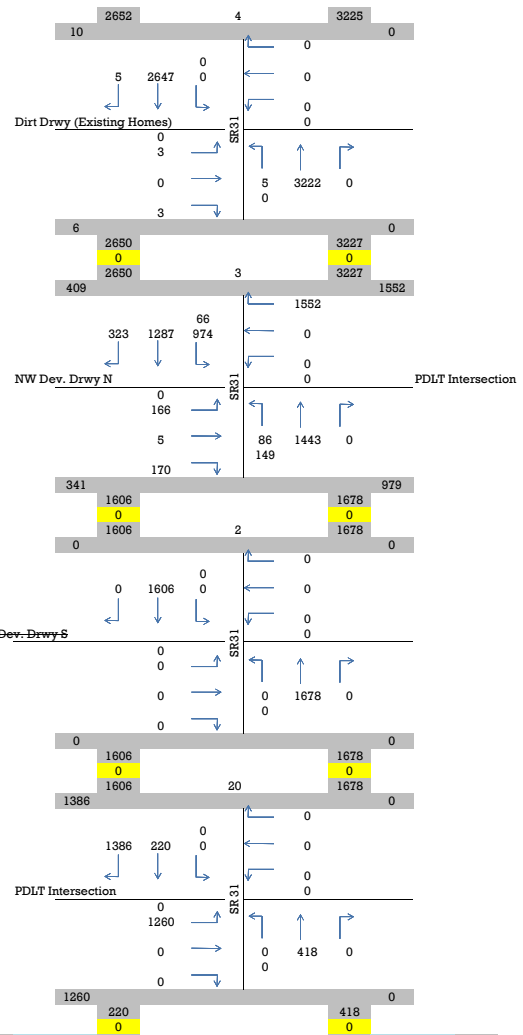 2652 4 3225
10 0
0
0
5 2647 0 0
0
Dirt Drwy (Existing Homes) 0
SR31
0
3
0 5 3222 0
0
3
6 0
2650 3227
0 0
2650 3 3227
409 1552
1552
66
323 1287 974 0
0
NW Dev. Drwy N 0 PDLT Intersection
SR31
0
166
5 86 1443 0
149
170
341 979
1606 1678
0 0
1606 2 1678
0 0
0
0
0 1606 0 0
0
Dev. Drwy S 0
SR31
0
0
0 0 1678 0
0
0
0 0
1606 1678
0 0
1606 20 1678
1386 0
0
0
1386 220 0 0
0
PDLT Intersection 0
SR 31
0
1260
0 0 418 0
0
0
1260 0
220 418
0 0